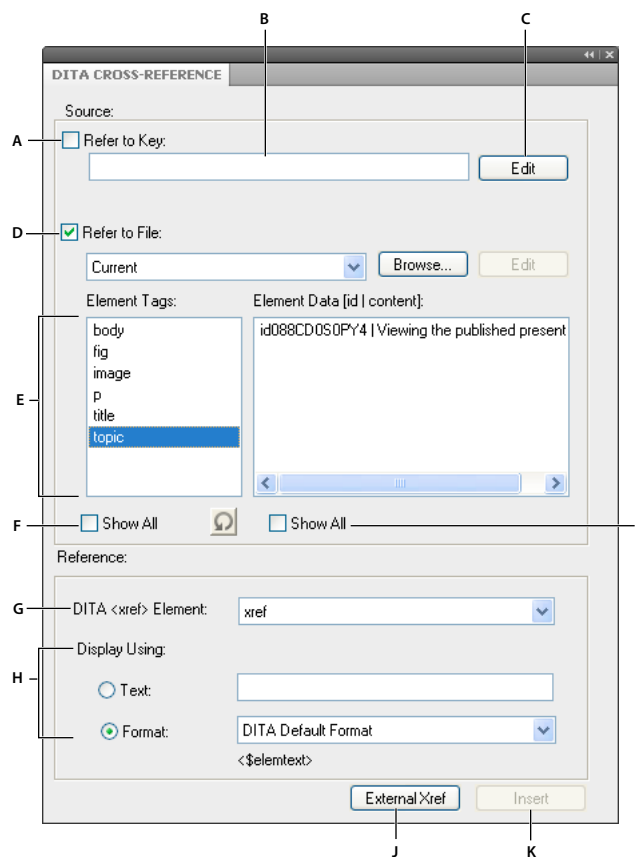 B C
DITA CROSS-REFERENCE
Source:
A Refer to Key:
Edit
D Refer to File:
Current Browse... Edit
Element Tags: Element Data [id | content]:
body id088CD0S0PY4 | Viewing the published present
fig
image
E
p
title
topic
F Show All Show All
Reference:
G DITA <xref> Element: xref
Display Using:
H
Text:
Format: DITA Default Format
<$elemtext>
External Xref Insert
J K